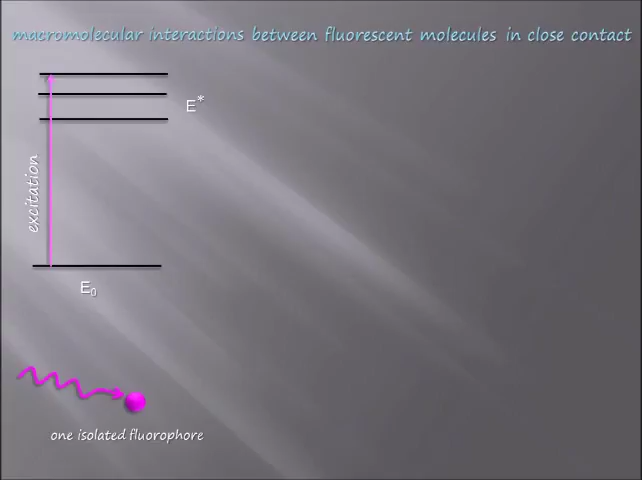 macromolecular interactions between fluorescent molecules in close contact
E*
excitation
E₀
one isolated fluorophore